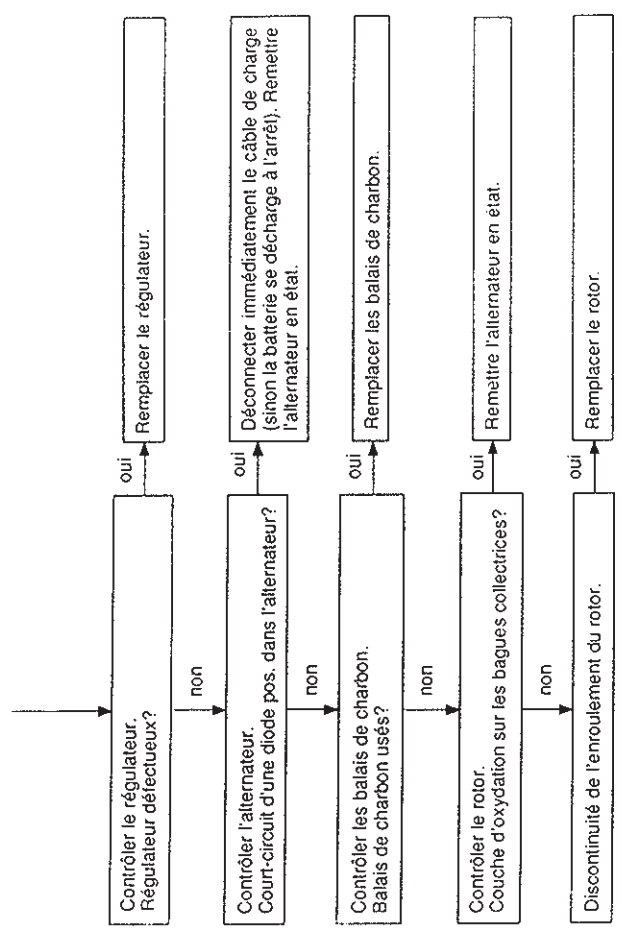 Contrôler le régulateur.
Régulateur défectueux?
oui
Remplacer le régulateur.
non
Contrôler l'alternateur.
Court-circuit d'une diode pos. dans l'alternateur?
oui
Déconnecter immédiatement le câble de charge
(sinon la batterie se décharge à l'arrêt). Remettre
l'alternateur en état.
non
Contrôler les balais de charbon.
Balais de charbon usés?
oui
Remplacer les balais de charbon.
non
Contrôler le rotor.
Couche d'oxydation sur les bagues collectrices?
oui
Remettre l'alternateur en état.
non
Discontinuité de l'enroulement du rotor.
oui
Remplacer le rotor.